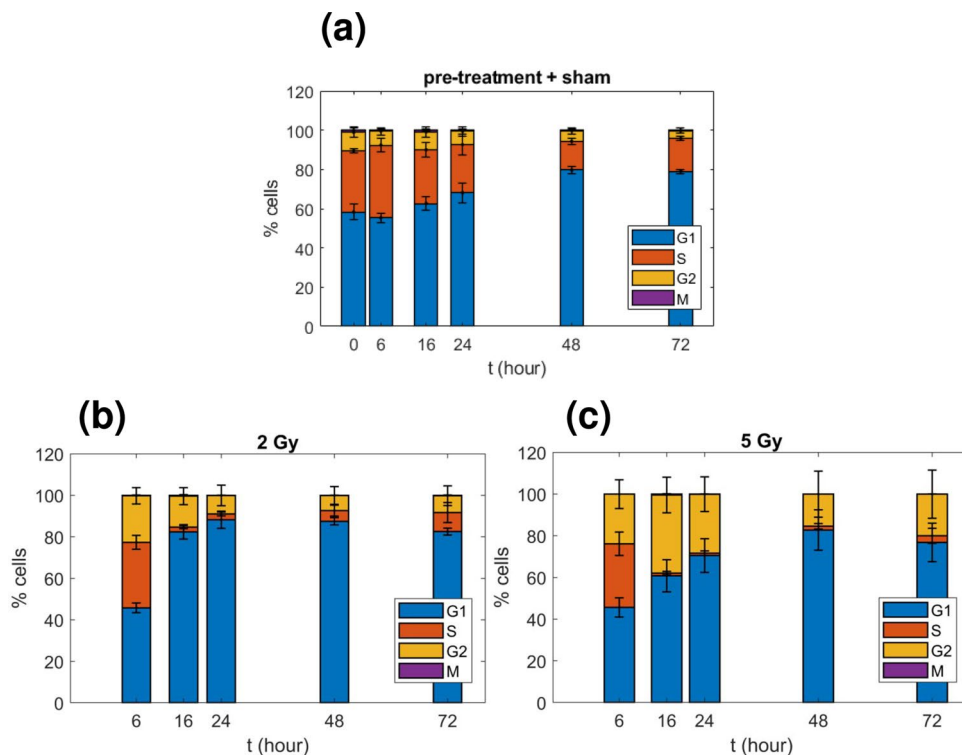 (a)
pre-treatment + sham
120
100
80
60
40
20
0
% cells
G1
S
G2
M
0 6 16 24 48 72
t (hour)
(b)
2 Gy
120
100
80
60
40
20
0
% cells
G1
S
G2
M
6 16 24 48 72
t (hour)
(c)
5 Gy
120
100
80
60
40
20
0
% cells
G1
S
G2
M
6 16 24 48 72
t (hour)